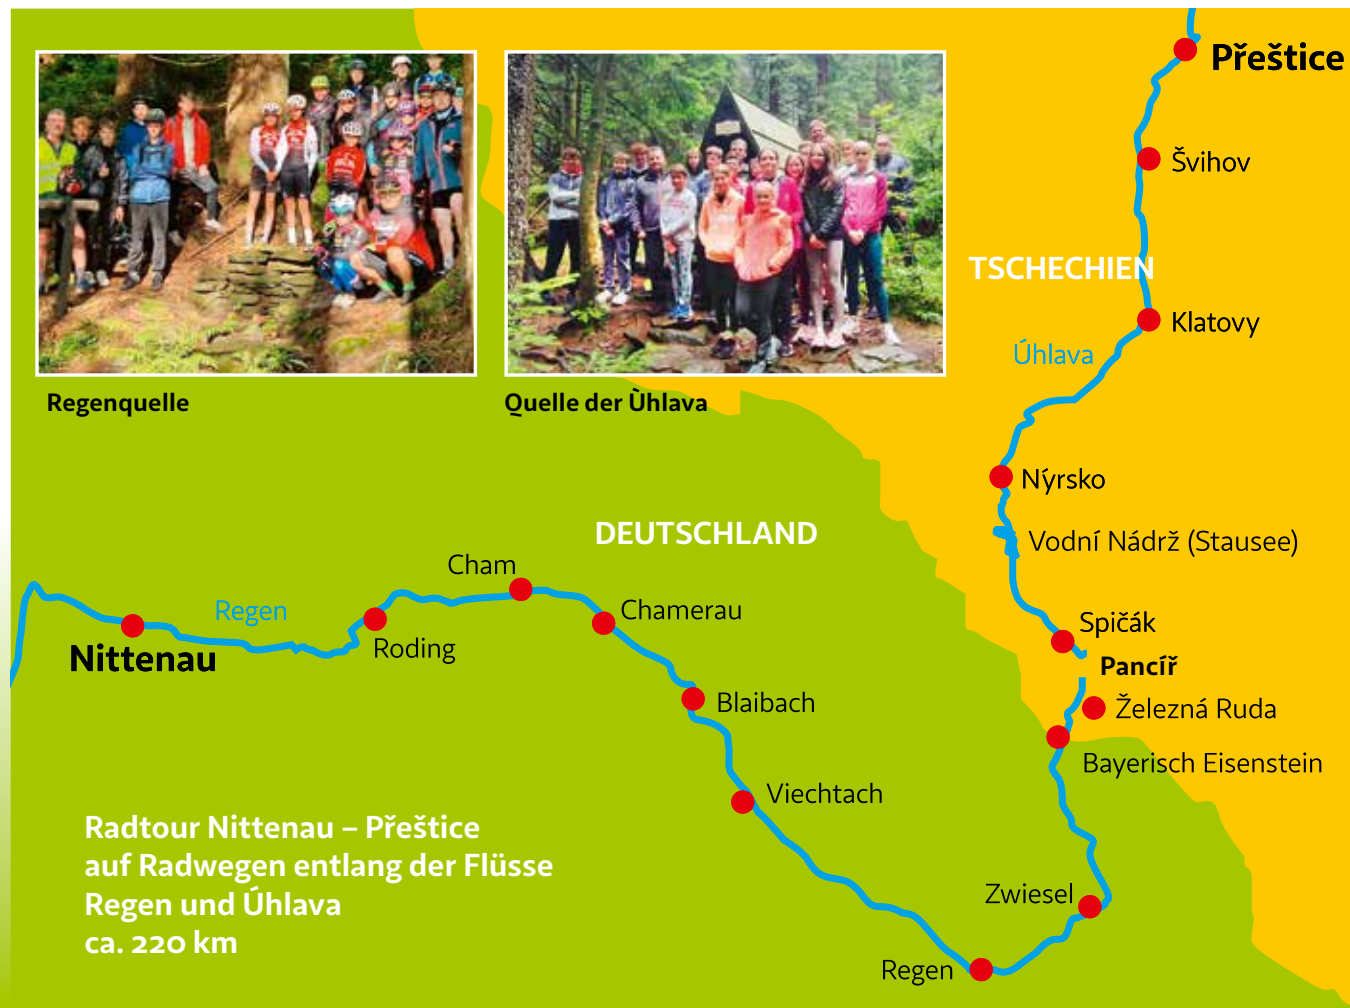 Přeštice
Švihov
TSCHECHIEN
Klatovy
Úhlava
Regenquelle
Quelle der Ùhlava
Nýrsko
DEUTSCHLAND
Vodní Nádrž (Stausee)
Cham
Chamerau
Regen
Spičák
Nittenau
Roding
Pancíř
Blaibach
Železná Ruda
Bayerisch Eisenstein
Viechtach
Radtour Nittenau – Přeštice
auf Radwegen entlang der Flüsse
Regen und Úhlava
ca. 220 km
Zwiesel
Regen